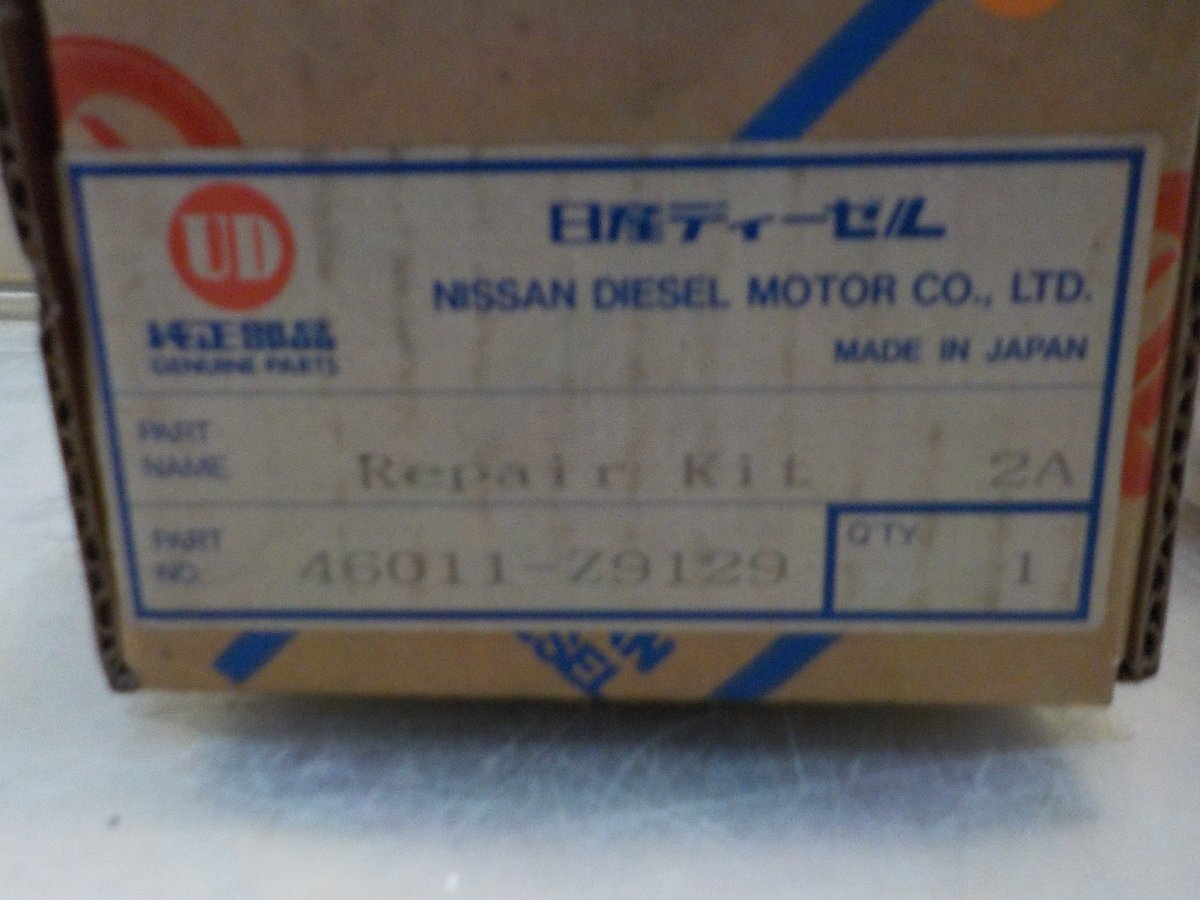 UD
日産ディーゼル
NISSAN DIESEL MOTOR CO., LTD.
純正部品
GENUINE PARTS
MADE IN JAPAN
PART NAME
Repair Kit 2A
PART NO.
46011-Z9129
Q'TY
1